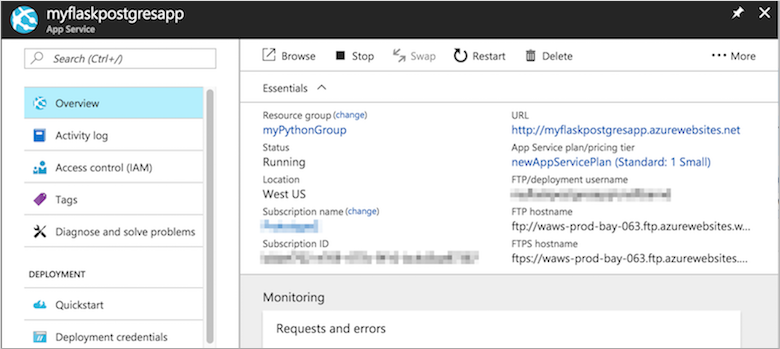 myflaskpostgresapp
App Service
Search (Ctrl+/)
Overview
Activity log
Access control (IAM)
Tags
Diagnose and solve problems
DEPLOYMENT
Quickstart
Deployment credentials
Browse Stop Swap Restart Delete ••• More
Essentials
Resource group (change)
myPythonGroup
Status
Running
Location
West US
Subscription name (change)
Subscription ID
URL
http://myflaskpostgresapp.azurewebsites.net
App Service plan/pricing tier
newAppServicePlan (Standard: 1 Small)
FTP/deployment username
FTP hostname
ftp://waws-prod-bay-063.ftp.azurewebsites.w...
FTPS hostname
ftps://waws-prod-bay-063.ftp.azurewebsites....
Monitoring
Requests and errors